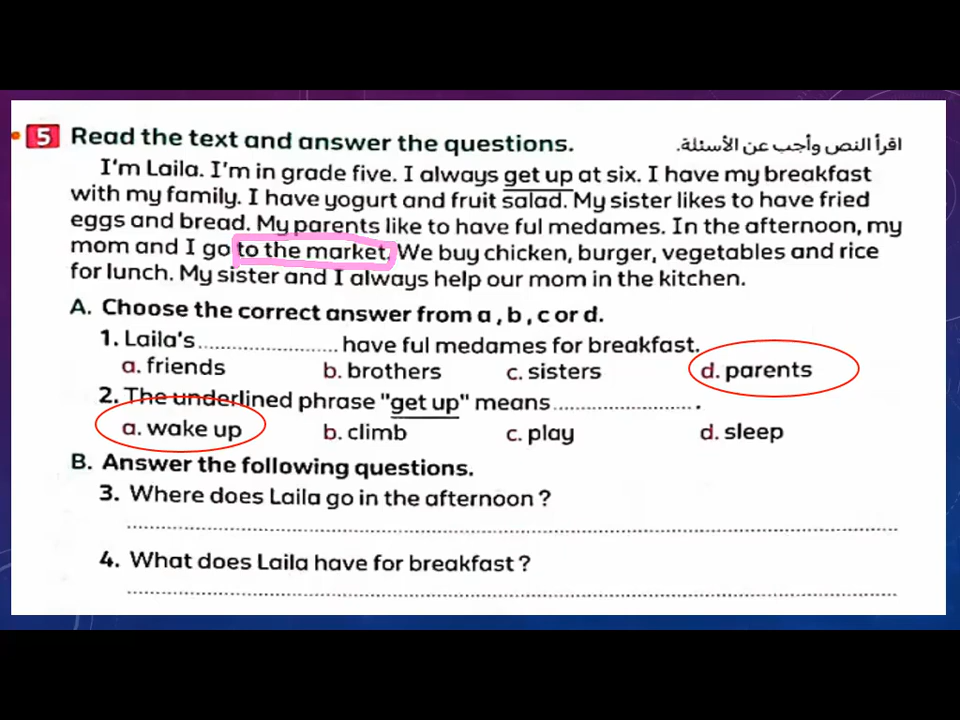 5 Read the text and answer the questions. اقرأ النص وأجب عن الأسئلة.
I'm Laila. I'm in grade five. I always get up at six. I have my breakfast
with my family. I have yogurt and fruit salad. My sister likes to have fried
eggs and bread. My parents like to have ful medames. In the afternoon, my
mom and I go to the market. We buy chicken, burger, vegetables and rice
for lunch. My sister and I always help our mom in the kitchen.
A. Choose the correct answer from a , b , c or d.
1. Laila's ........................ have ful medames for breakfast.
a. friends b. brothers c. sisters d. parents
2. The underlined phrase "get up" means ........................ .
a. wake up b. climb c. play d. sleep
B. Answer the following questions.
3. Where does Laila go in the afternoon ?
4. What does Laila have for breakfast ?